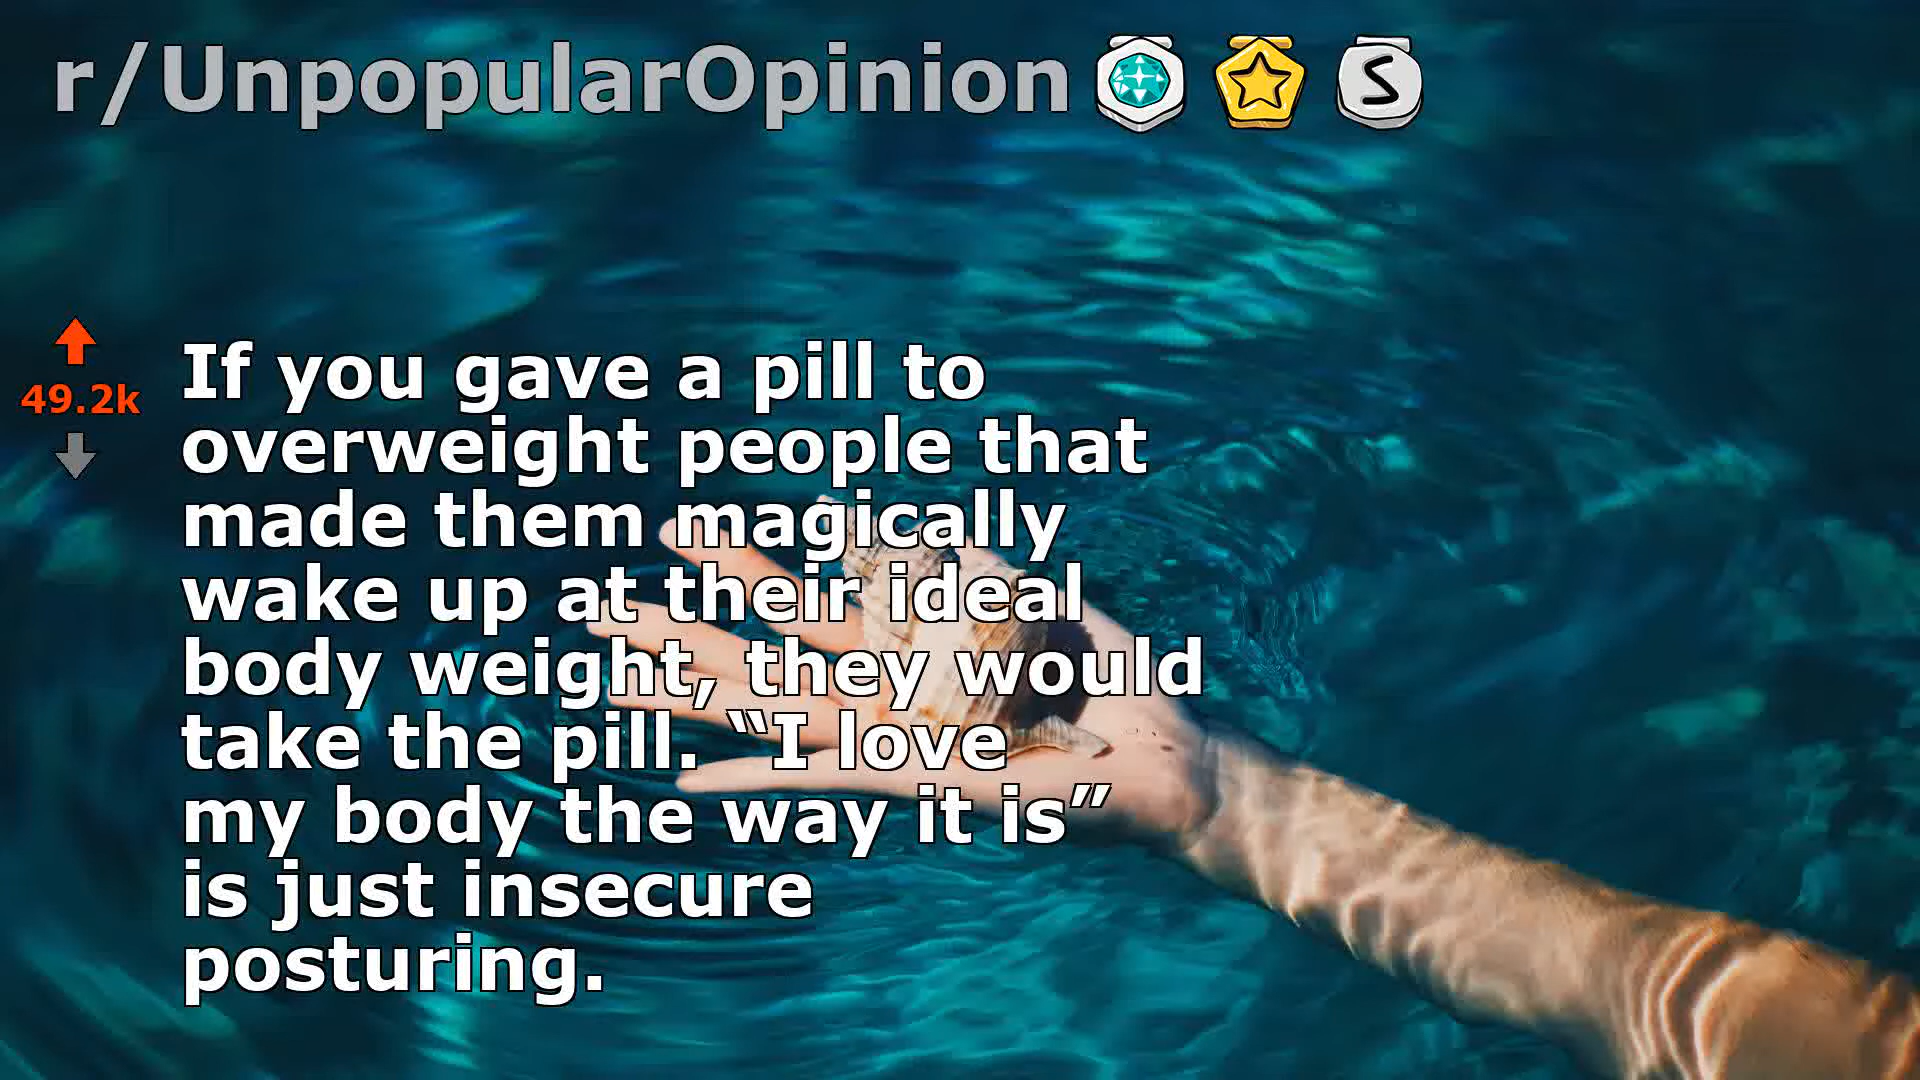 r/UnpopularOpinion
S
49.2k
If you gave a pill to
overweight people that
made them magically
wake up at their ideal
body weight, they would
take the pill. “I love
my body the way it is”
is just insecure
posturing.